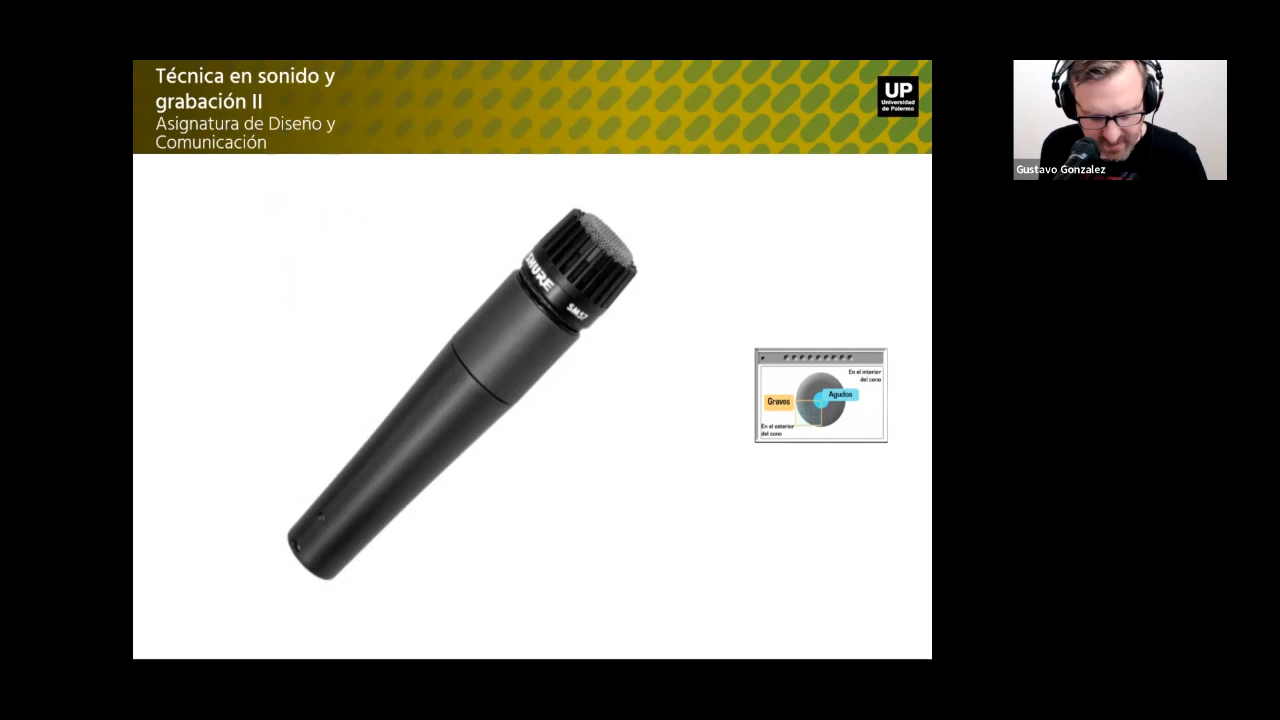 Técnica en sonido y
grabación II
Asignatura de Diseño y
Comunicación
UP
Universidad
de Palermo
Gustavo Gonzalez
SHURE
SM57
En el interior
del cono
Agudos
Graves
En el exterior
del cono